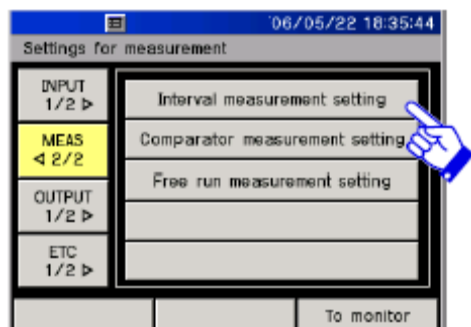 '06/05/22 18:35:44
Settings for measurement
INPUT
1/2 ▷
Interval measurement setting
MEAS
◁ 2/2
Comparator measurement setting
Free run measurement setting
OUTPUT
1/2 ▷
ETC
1/2 ▷
To monitor